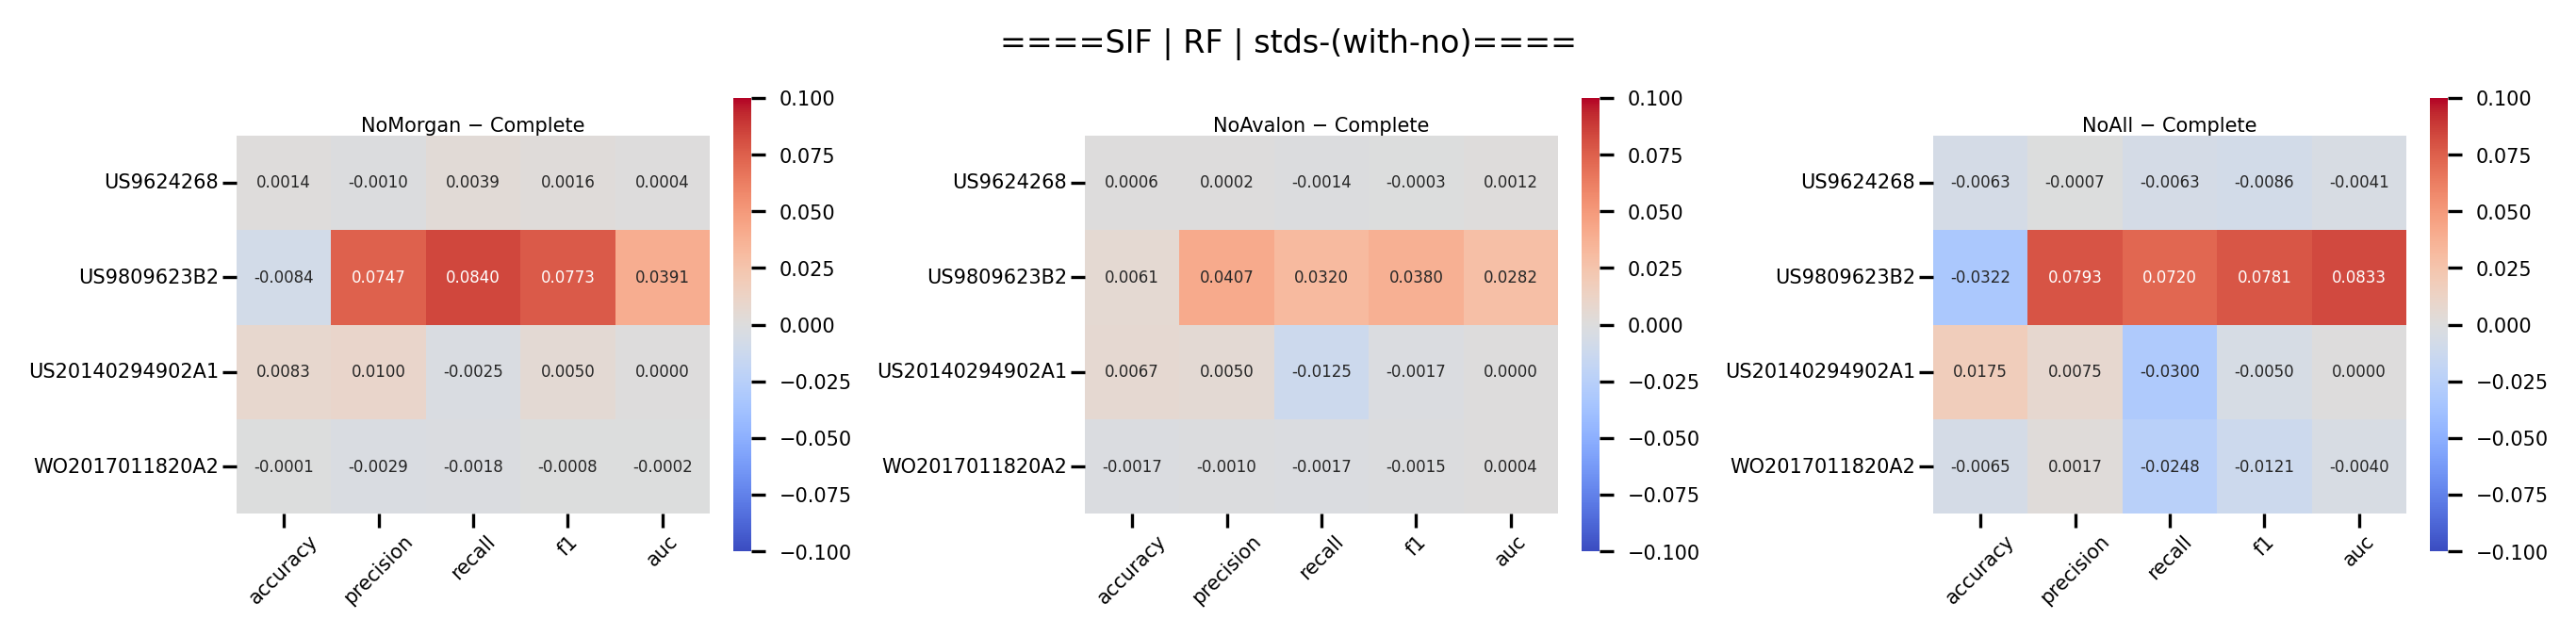 ====SIF | RF | stds-(with-no)====
NoMorgan − Complete
US9624268 0.0014 -0.0010 0.0039 0.0016 0.0004
US9809623B2 -0.0084 0.0747 0.0840 0.0773 0.0391
US20140294902A1 0.0083 0.0100 -0.0025 0.0050 0.0000
WO2017011820A2 -0.0001 -0.0029 -0.0018 -0.0008 -0.0002
accuracy precision recall f1 auc
0.100
0.075
0.050
0.025
0.000
−0.025
−0.050
−0.075
−0.100
NoAvalon − Complete
US9624268 0.0006 0.0002 -0.0014 -0.0003 0.0012
US9809623B2 0.0061 0.0407 0.0320 0.0380 0.0282
US20140294902A1 0.0067 0.0050 -0.0125 -0.0017 0.0000
WO2017011820A2 -0.0017 -0.0010 -0.0017 -0.0015 0.0004
accuracy precision recall f1 auc
0.100
0.075
0.050
0.025
0.000
−0.025
−0.050
−0.075
−0.100
NoAll − Complete
US9624268 -0.0063 -0.0007 -0.0063 -0.0086 -0.0041
US9809623B2 -0.0322 0.0793 0.0720 0.0781 0.0833
US20140294902A1 0.0175 0.0075 -0.0300 -0.0050 0.0000
WO2017011820A2 -0.0065 0.0017 -0.0248 -0.0121 -0.0040
accuracy precision recall f1 auc
0.100
0.075
0.050
0.025
0.000
−0.025
−0.050
−0.075
−0.100